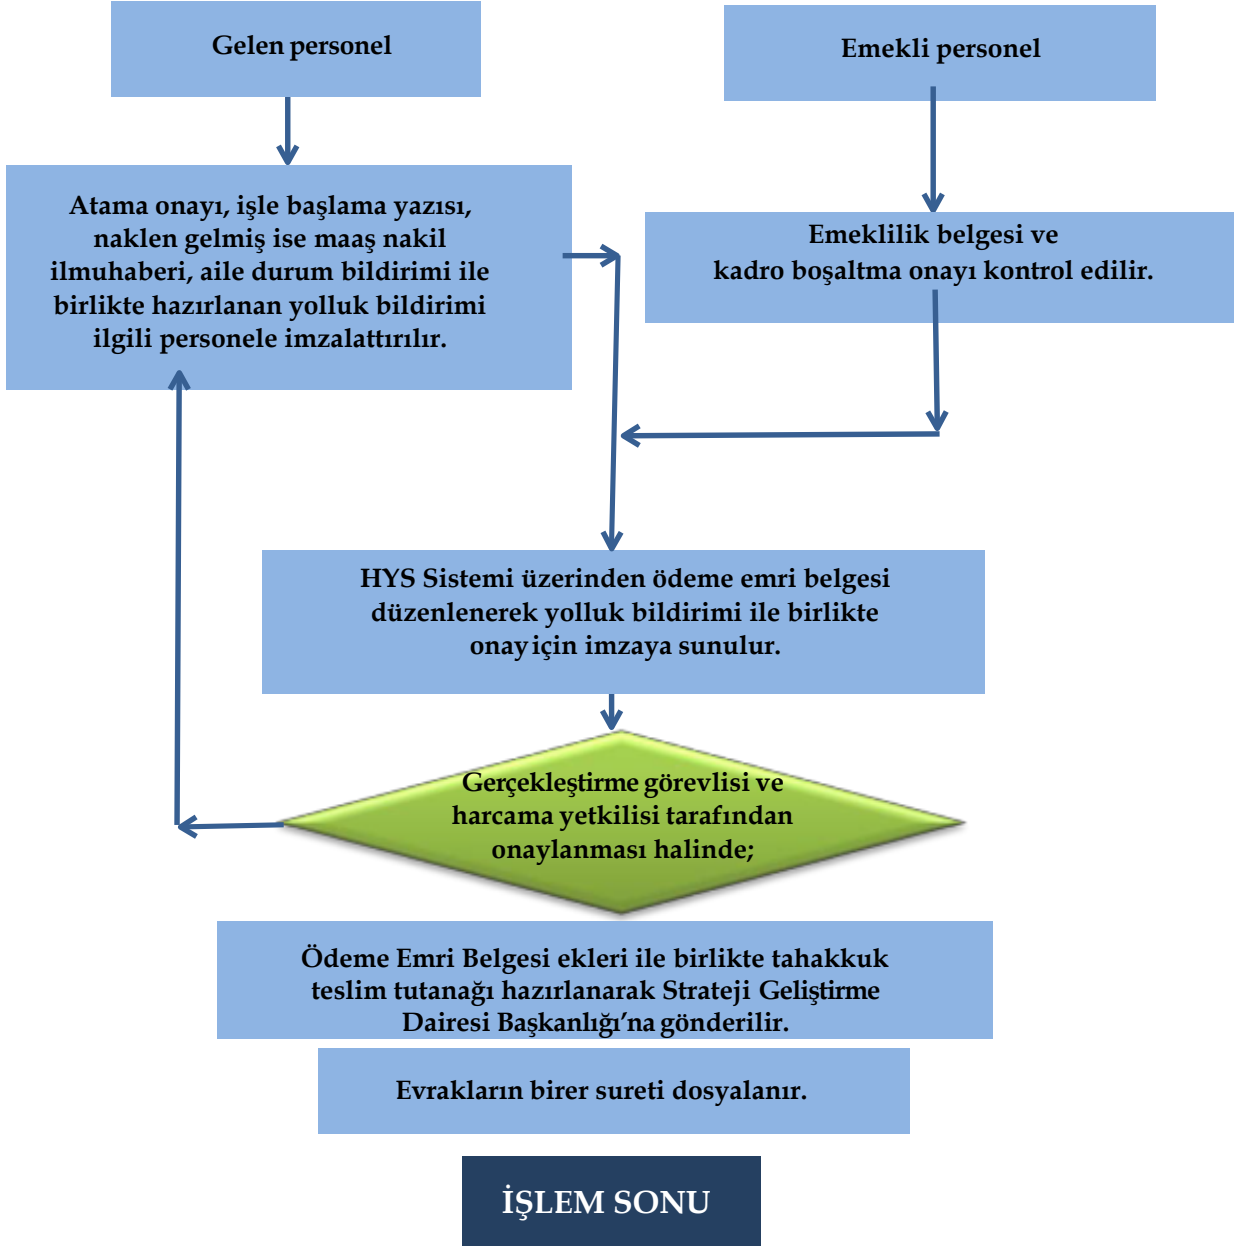 Gelen personel
Emekli personel
Atama onayı, işle başlama yazısı,
naklen gelmiş ise maaş nakil
ilmuhaberi, aile durum bildirimi ile
birlikte hazırlanan yolluk bildirimi
ilgili personele imzalattırılır.
Emeklilik belgesi ve
kadro boşaltma onayı kontrol edilir.
HYS Sistemi üzerinden ödeme emri belgesi
düzenlenerek yolluk bildirimi ile birlikte
onay için imzaya sunulur.
Gerçekleştirme görevlisi ve
harcama yetkilisi tarafından
onaylanması halinde;
Ödeme Emri Belgesi ekleri ile birlikte tahakkuk
teslim tutanağı hazırlanarak Strateji Geliştirme
Dairesi Başkanlığı’na gönderilir.
Evrakların birer sureti dosyalanır.
İŞLEM SONU